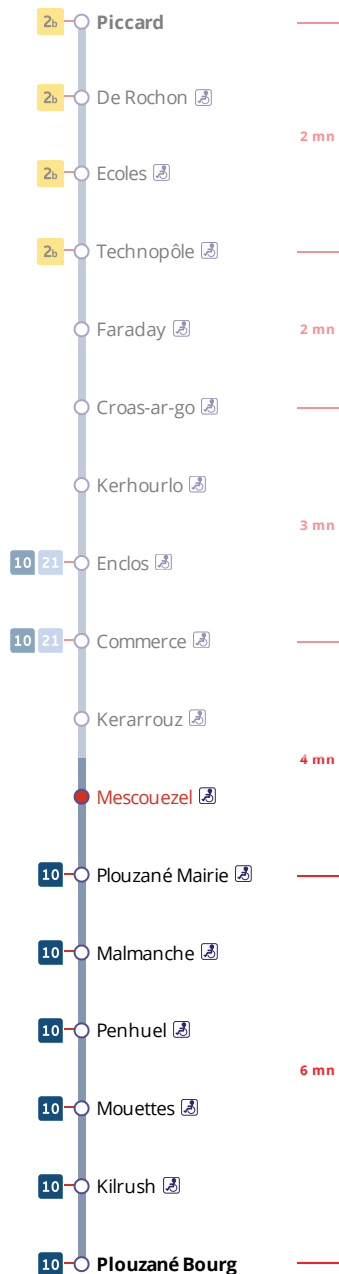 2b Piccard
2b De Rochon
2 mn
2b Ecoles
2b Technopôle
Faraday 2 mn
Croas-ar-go
Kerhourlo
3 mn
10 21 Enclos
10 21 Commerce
Kerarrouz
4 mn
Mescouezel
10 Plouzané Mairie
10 Malmanche
10 Penhuel
6 mn
10 Mouettes
10 Kilrush
10 Plouzané Bourg